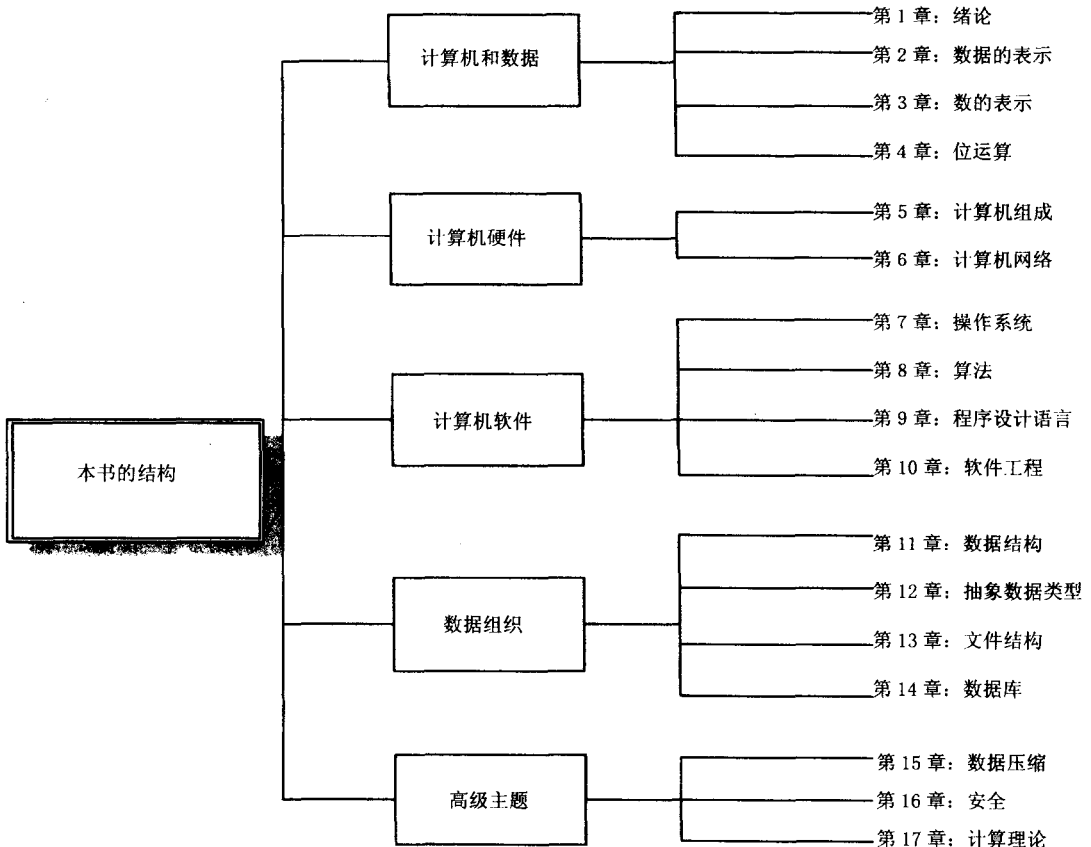 本书的结构
计算机和数据
第 1 章：绪论
第 2 章：数据的表示
第 3 章：数的表示
第 4 章：位运算
计算机硬件
第 5 章：计算机组成
第 6 章：计算机网络
计算机软件
第 7 章：操作系统
第 8 章：算法
第 9 章：程序设计语言
第 10 章：软件工程
数据组织
第 11 章：数据结构
第 12 章：抽象数据类型
第 13 章：文件结构
第 14 章：数据库
高级主题
第 15 章：数据压缩
第 16 章：安全
第 17 章：计算理论